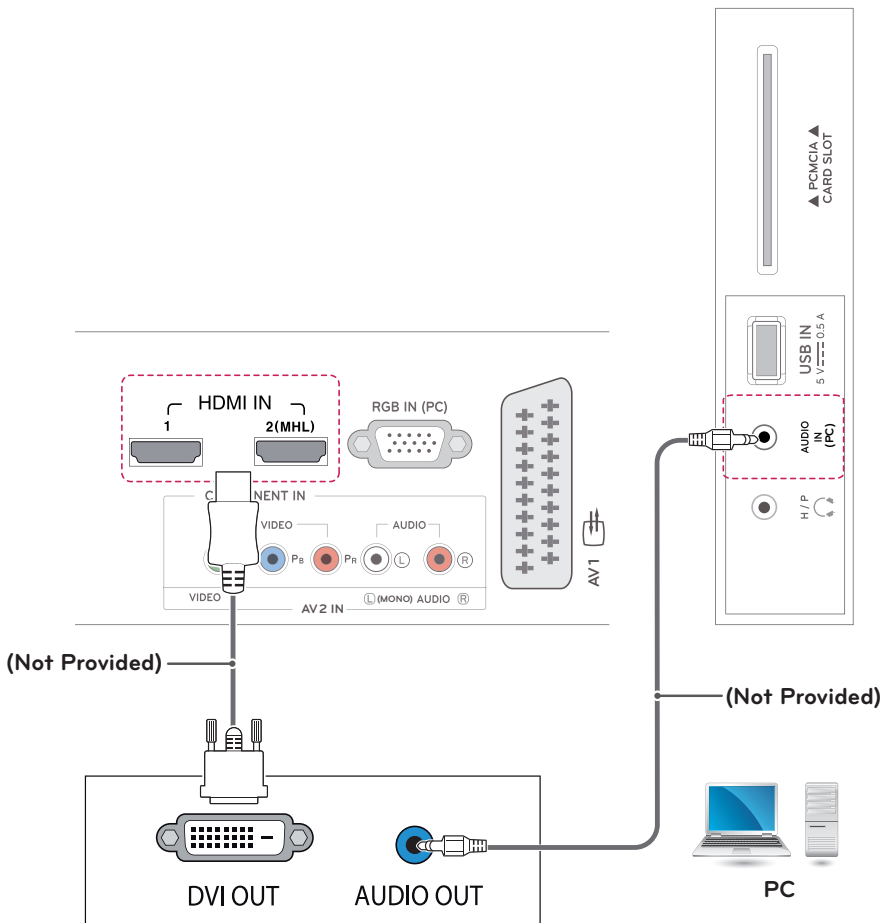 ▲ PCMCIA ▲
CARD SLOT
USB IN
5 V 0.5 A
AUDIO
IN
(PC)
H / P
HDMI IN
1
2(MHL)
RGB IN (PC)
NENT IN
VIDEO
AUDIO
PB
PR
L
R
VIDEO
L (MONO) AUDIO R
AV2 IN
AV1
(Not Provided)
(Not Provided)
DVI OUT
AUDIO OUT
PC